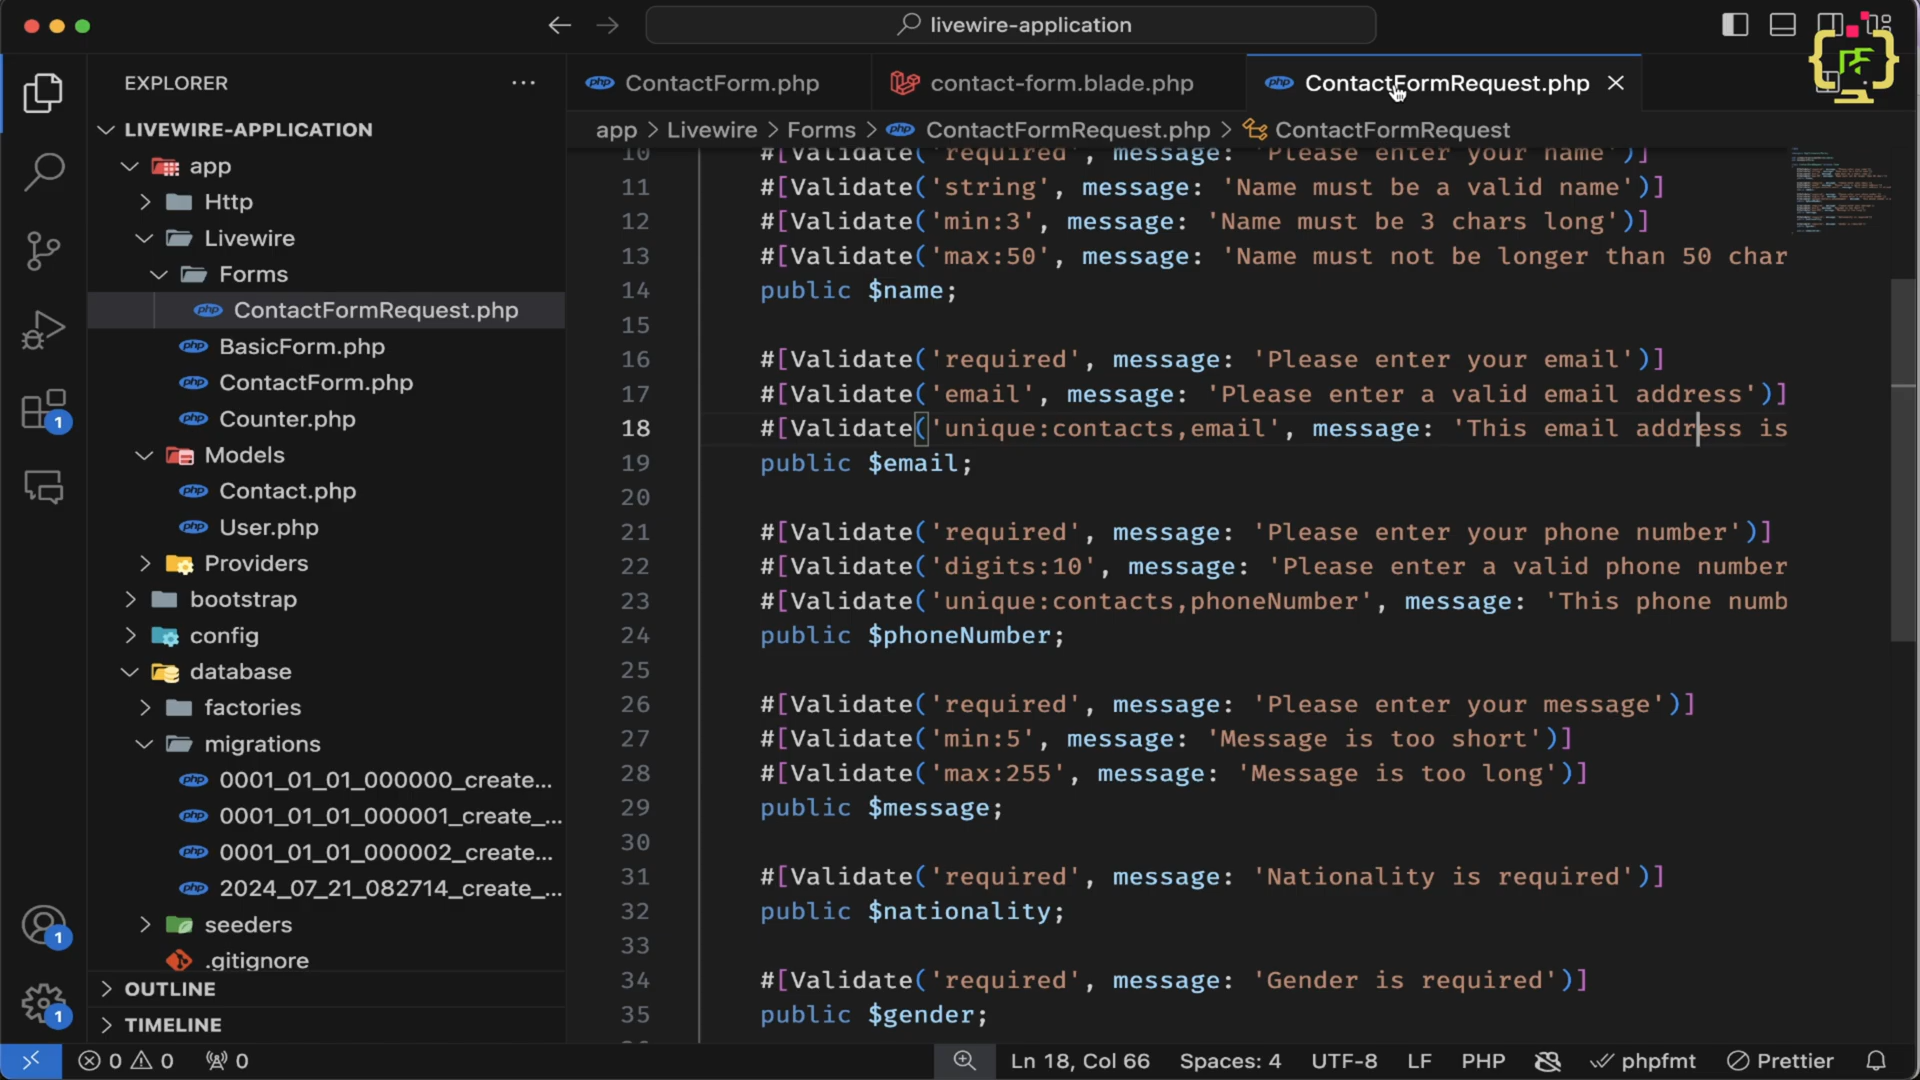 livewire-application
EXPLORER
LIVEWIRE-APPLICATION
app
Http
Livewire
Forms
ContactFormRequest.php
BasicForm.php
ContactForm.php
Counter.php
Models
Contact.php
User.php
Providers
bootstrap
config
database
factories
migrations
0001_01_01_000000_create...
0001_01_01_000001_create_...
0001_01_01_000002_create...
2024_07_21_082714_create_...
seeders
.gitignore
OUTLINE
TIMELINE
1
1
1
ContactForm.php
contact-form.blade.php
ContactFormRequest.php
app > Livewire > Forms > ContactFormRequest.php > ContactFormRequest
10 #[Validate('required', message: 'Please enter your name')]
11 #[Validate('string', message: 'Name must be a valid name')]
12 #[Validate('min:3', message: 'Name must be 3 chars long')]
13 #[Validate('max:50', message: 'Name must not be longer than 50 char
14 public $name;
15
16 #[Validate('required', message: 'Please enter your email')]
17 #[Validate('email', message: 'Please enter a valid email address')]
18 #[Validate('unique:contacts,email', message: 'This email address is
19 public $email;
20
21 #[Validate('required', message: 'Please enter your phone number')]
22 #[Validate('digits:10', message: 'Please enter a valid phone number
23 #[Validate('unique:contacts,phoneNumber', message: 'This phone numb
24 public $phoneNumber;
25
26 #[Validate('required', message: 'Please enter your message')]
27 #[Validate('min:5', message: 'Message is too short')]
28 #[Validate('max:255', message: 'Message is too long')]
29 public $message;
30
31 #[Validate('required', message: 'Nationality is required')]
32 public $nationality;
33
34 #[Validate('required', message: 'Gender is required')]
35 public $gender;
0 0 0 Ln 18, Col 66 Spaces: 4 UTF-8 LF PHP phpfmt Prettier